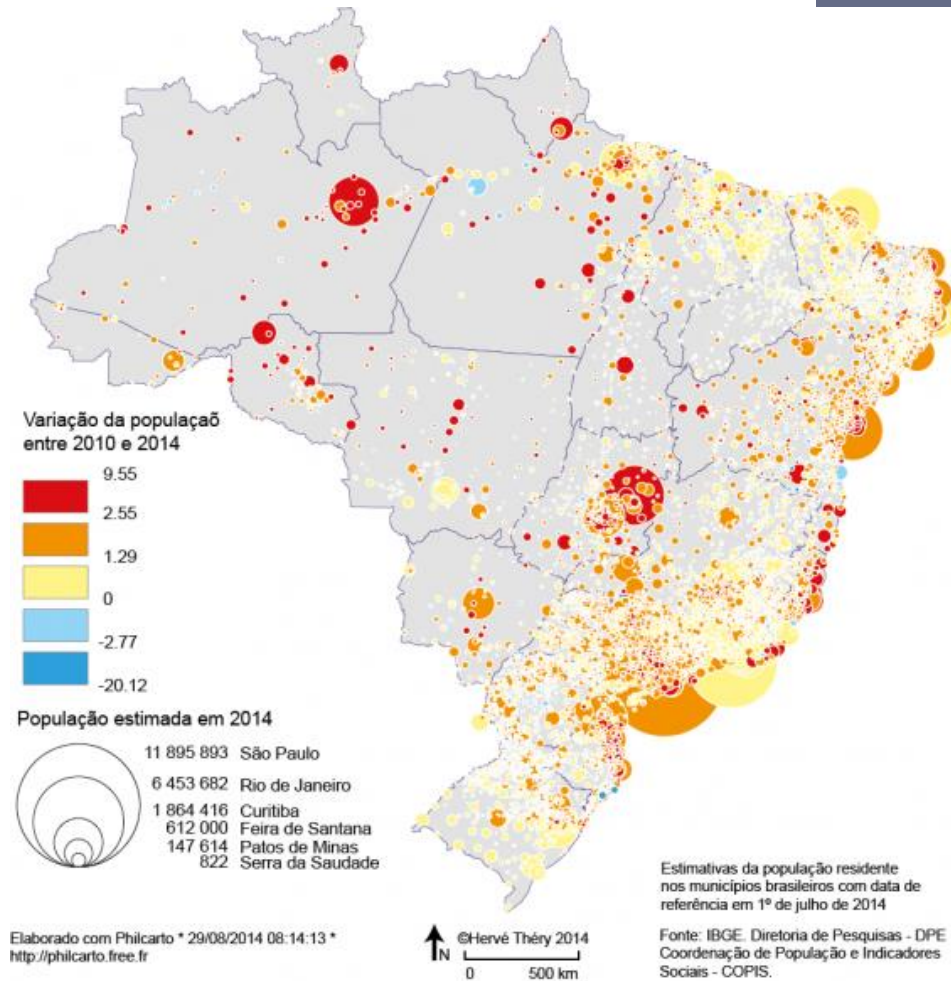 Variação da populaçaõ
entre 2010 e 2014
9.55
2.55
1.29
0
-2.77
-20.12
População estimada em 2014
11 895 893 São Paulo
6 453 682 Rio de Janeiro
1 864 416 Curitiba
612 000 Feira de Santana
147 614 Patos de Minas
822 Serra da Saudade
Estimativas da população residente
nos municípios brasileiros com data de
referência em 1º de julho de 2014
Elaborado com Philcarto * 29/08/2014 08:14:13 *
http://philcarto.free.fr
N
©Hervé Théry 2014
0 500 km
Fonte: IBGE. Diretoria de Pesquisas - DPE
Coordenação de População e Indicadores
Sociais - COPIS.